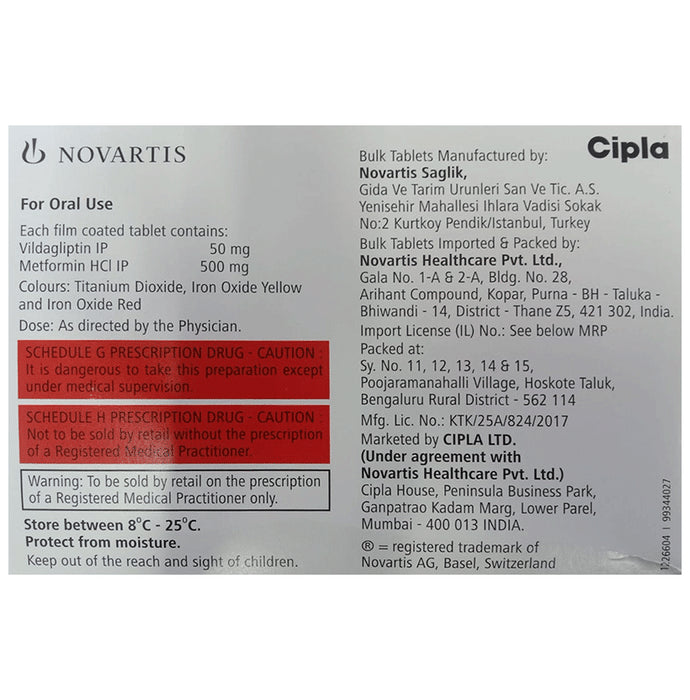 NOVARTIS
For Oral Use
Each film coated tablet contains:
Vildagliptin IP 50 mg
Metformin HCl IP 500 mg
Colours: Titanium Dioxide, Iron Oxide Yellow
and Iron Oxide Red
Dose: As directed by the Physician.
SCHEDULE G PRESCRIPTION DRUG - CAUTION :
It is dangerous to take this preparation except
under medical supervision.
SCHEDULE H PRESCRIPTION DRUG - CAUTION :
Not to be sold by retail without the prescription
of a Registered Medical Practitioner.
Warning: To be sold by retail on the prescription
of a Registered Medical Practitioner only.
Store between 8°C - 25°C.
Protect from moisture.
Keep out of the reach and sight of children.
Cipla
Bulk Tablets Manufactured by:
Novartis Saglik,
Gida Ve Tarim Urunleri San Ve Tic. A.S.
Yenisehir Mahallesi Ihlara Vadisi Sokak
No:2 Kurtkoy Pendik/Istanbul, Turkey
Bulk Tablets Imported & Packed by:
Novartis Healthcare Pvt. Ltd.,
Gala No. 1-A & 2-A, Bldg. No. 28,
Arihant Compound, Kopar, Purna - BH - Taluka -
Bhiwandi - 14, District - Thane Z5, 421 302, India.
Import License (IL) No.: See below MRP
Packed at:
Sy. No. 11, 12, 13, 14 & 15,
Poojaramanahalli Village, Hoskote Taluk,
Bengaluru Rural District - 562 114
Mfg. Lic. No.: KTK/25A/824/2017
Marketed by CIPLA LTD.
(Under agreement with
Novartis Healthcare Pvt. Ltd.)
Cipla House, Peninsula Business Park,
Ganpatrao Kadam Marg, Lower Parel,
Mumbai - 400 013 INDIA.
® = registered trademark of
Novartis AG, Basel, Switzerland
99344027